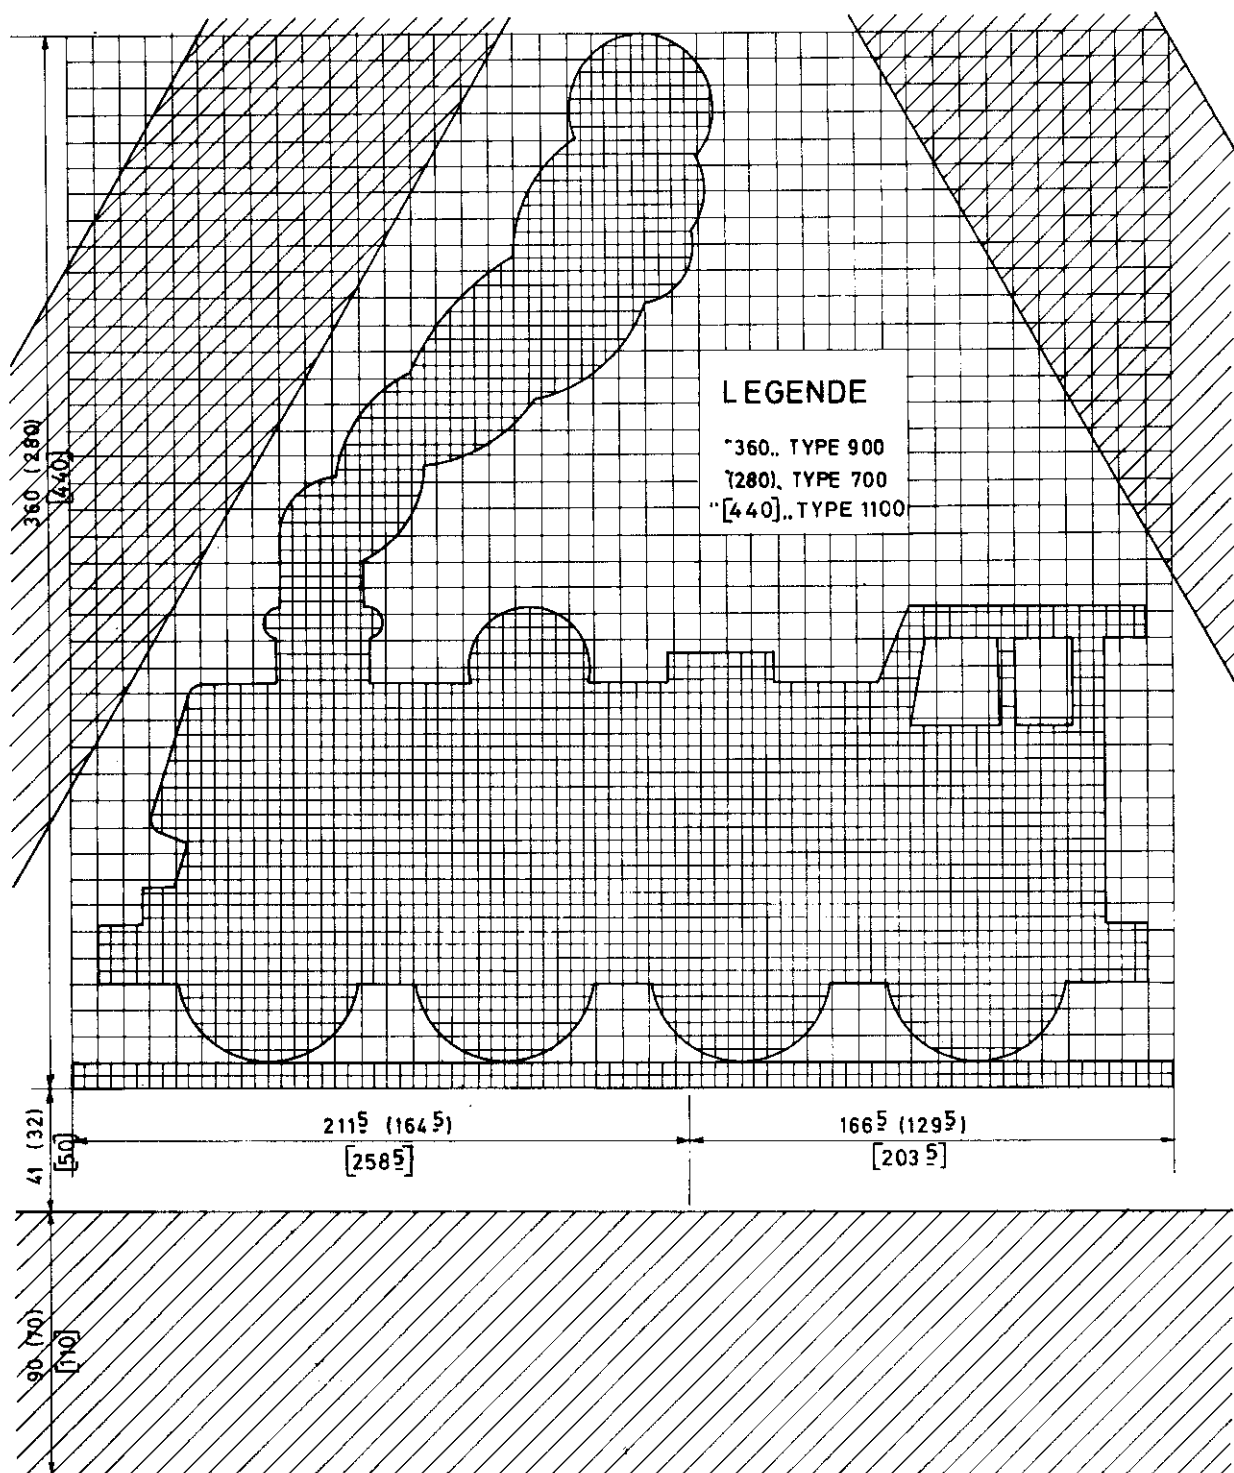 360 (280)
[440]
LEGENDE
"360„ TYPE 900
"(280)„ TYPE 700
"[440]„ TYPE 1100
211⁵ (164⁵)
[258⁵]
166⁵ (129⁵)
[203⁵]
41 (32)
[50]
90 (70)
[110]